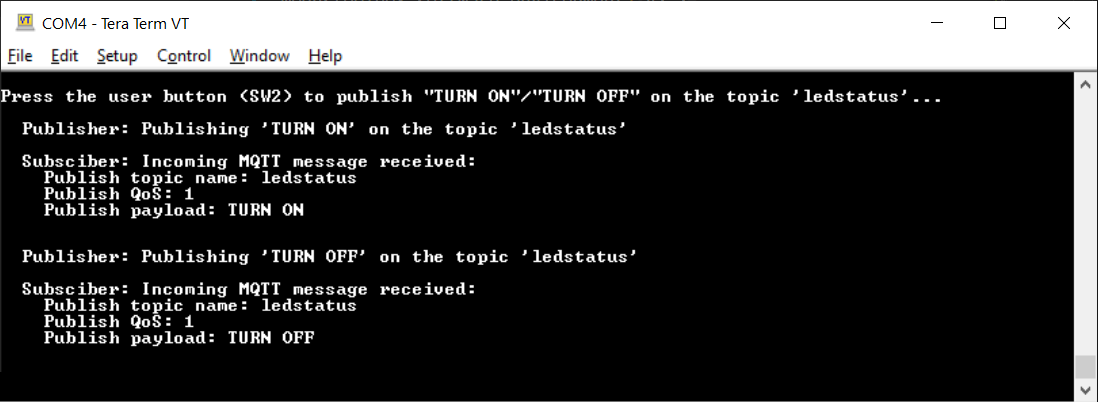 COM4 - Tera Term VT
File Edit Setup Control Window Help
Press the user button (SW2) to publish "TURN ON"/"TURN OFF" on the topic 'ledstatus'...
Publisher: Publishing 'TURN ON' on the topic 'ledstatus'
Subsciber: Incoming MQTT message received:
Publish topic name: ledstatus
Publish QoS: 1
Publish payload: TURN ON
Publisher: Publishing 'TURN OFF' on the topic 'ledstatus'
Subsciber: Incoming MQTT message received:
Publish topic name: ledstatus
Publish QoS: 1
Publish payload: TURN OFF